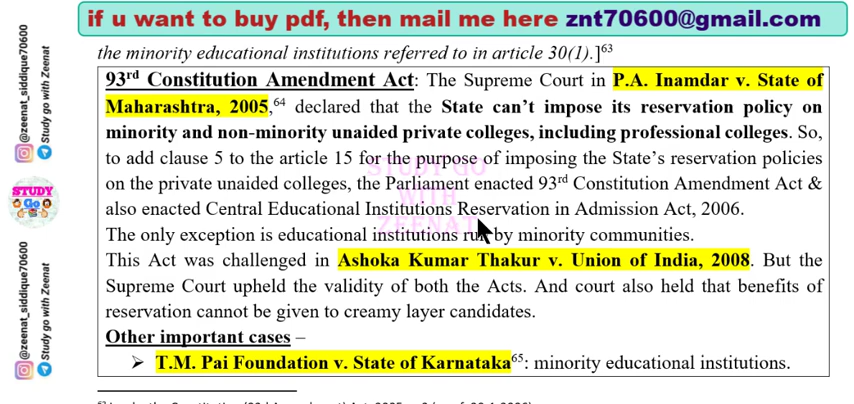 if u want to buy pdf, then mail me here znt70600@gmail.com
the minority educational institutions referred to in article 30(1).]63
93rd Constitution Amendment Act: The Supreme Court in P.A. Inamdar v. State of
Maharashtra, 2005,64 declared that the State can't impose its reservation policy on
minority and non-minority unaided private colleges, including professional colleges. So,
to add clause 5 to the article 15 for the purpose of imposing the State's reservation policies
on the private unaided colleges, the Parliament enacted 93rd Constitution Amendment Act &
also enacted Central Educational Institutions Reservation in Admission Act, 2006.
The only exception is educational institutions run by minority communities.
This Act was challenged in Ashoka Kumar Thakur v. Union of India, 2008. But the
Supreme Court upheld the validity of both the Acts. And court also held that benefits of
reservation cannot be given to creamy layer candidates.
Other important cases –
➢ T.M. Pai Foundation v. State of Karnataka65: minority educational institutions.
@zeenat_siddique70600
Study go with Zeenat
STUDY
Go
@zeenat_siddique70600
Study go with Zeenat
STUDY GO
WITH
ZEENAT